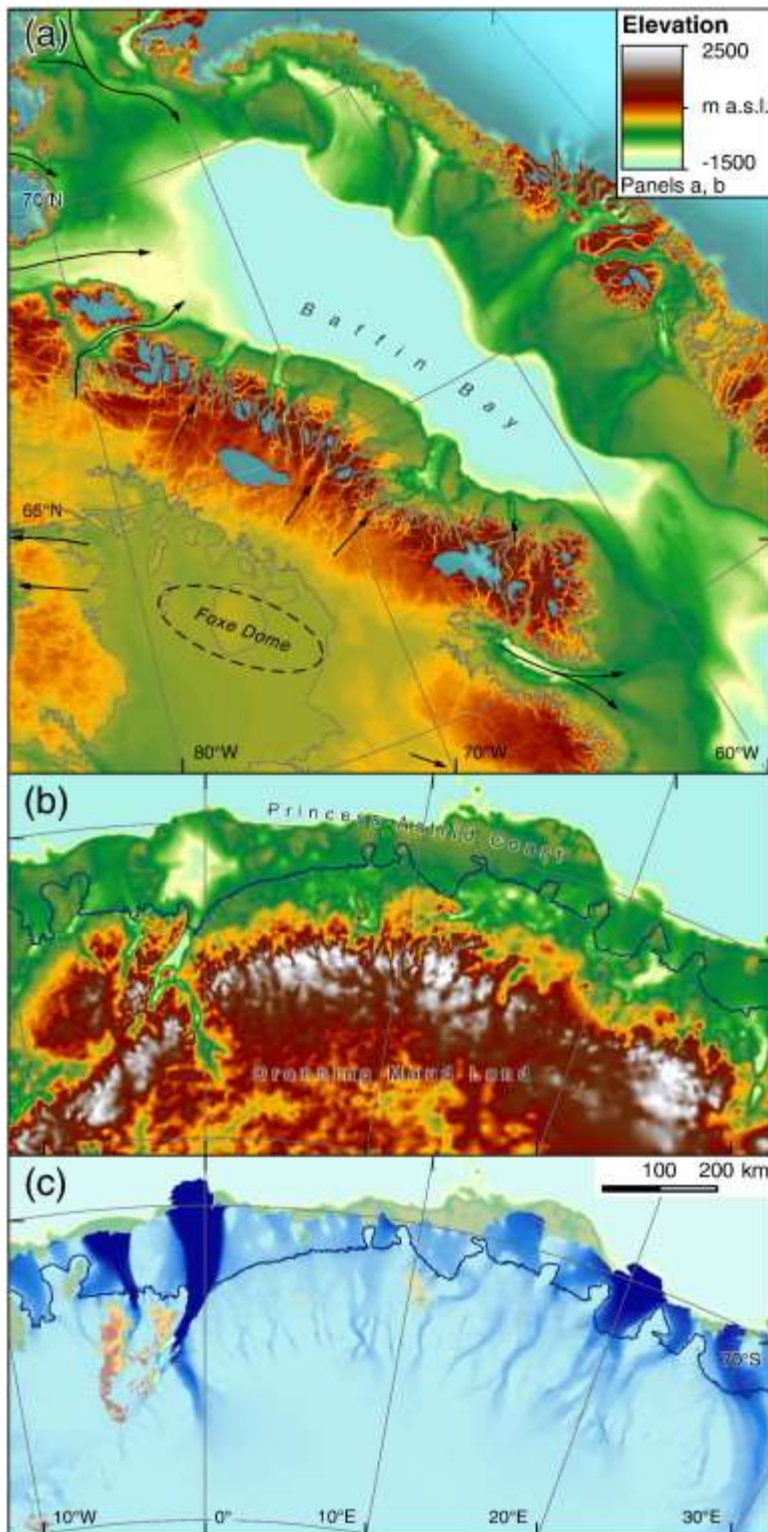 (a)
Elevation
2500
m a.s.l.
-1500
Panels a, b
70°N
Baffin Bay
65°N
Foxe Dome
80°W
70°W
60°W
(b)
Princess Astrid Coast
Dronning Maud Land
(c)
100 200 km
70°S
10°W
0°
10°E
20°E
30°E